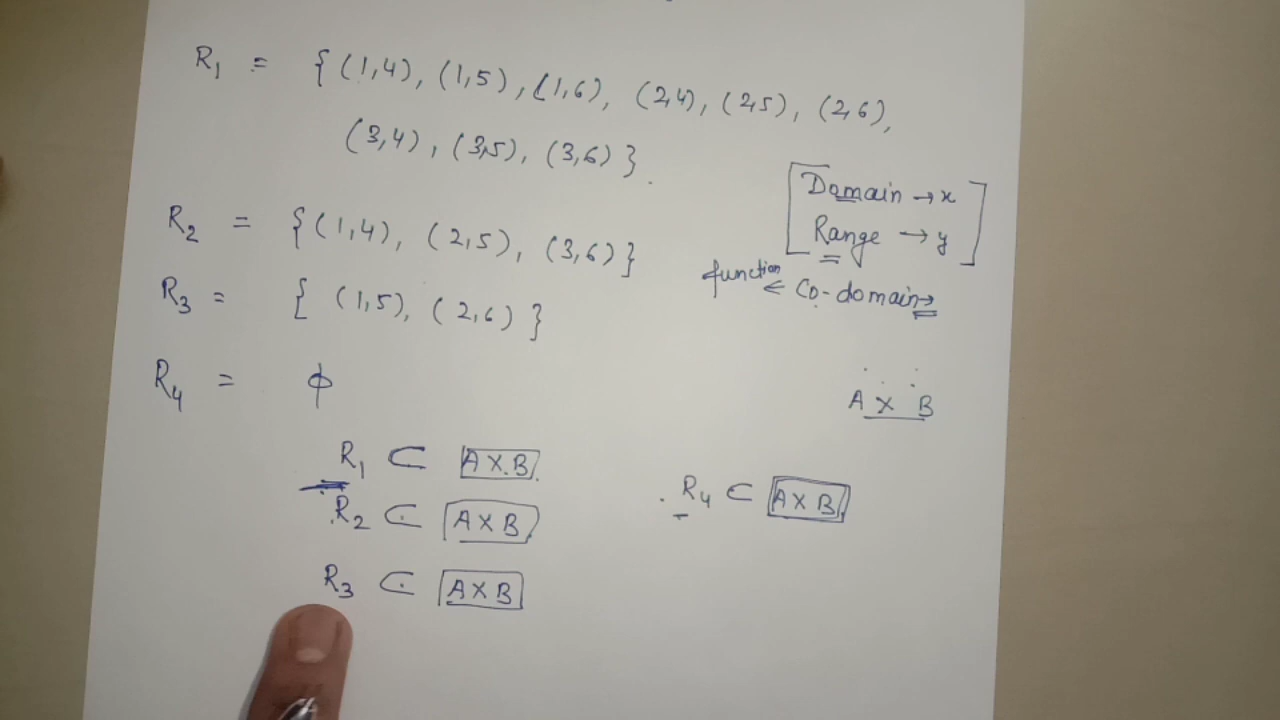 R₁ = {(1,4), (1,5), (1,6), (2,4), (2,5), (2,6),
(3,4), (3,5), (3,6)}.
R₂ = {(1,4), (2,5), (3,6)}
R₃ = { (1,5), (2,6) }
R₄ = ϕ
Domain → x
Range → y
function ← Co-domain →
A × B
R₁ ⊂ A × B
R₂ ⊂ A × B
R₃ ⊂ A × B
R₄ ⊂ A × B